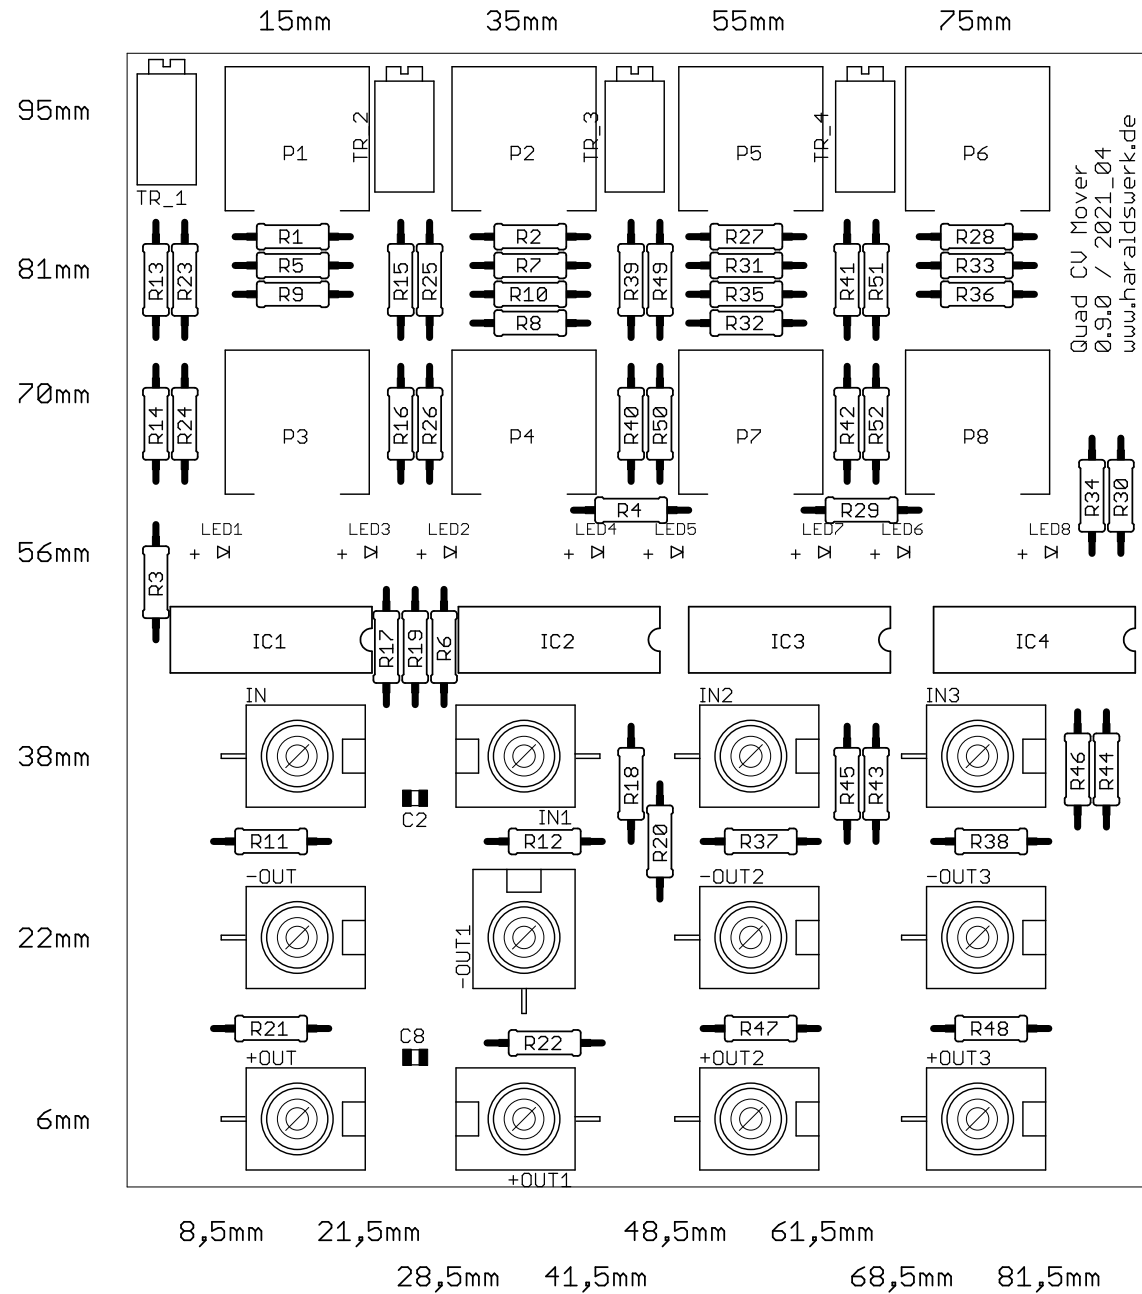 15mm 35mm 55mm 75mm
95mm
TR_1
P1
TR_2
P2
TR_3
P5
TR_4
P6
Quad CV Mover
0.9.0 / 2021_04
www.haraldswerk.de
81mm
R13
R23
R1
R5
R9
R15
R25
R2
R7
R10
R8
R39
R49
R27
R31
R35
R32
R41
R51
R28
R33
R36
70mm
R14
R24
P3
R16
R26
P4
R40
R50
P7
R42
R52
P8
R34
R30
R4
R29
56mm
LED1
+
LED3
+
LED2
+
LED4
+
LED5
+
LED7
+
LED6
+
LED8
+
R3
IC1
R17
R19
R6
IC2
IC3
IC4
38mm
IN
IN1
IN2
IN3
C2
R18
R20
R45
R43
R46
R44
R11
R12
R37
R38
22mm
-OUT
-OUT1
-OUT2
-OUT3
R21
C8
R22
R47
R48
6mm
+OUT
+OUT1
+OUT2
+OUT3
8,5mm 21,5mm 48,5mm 61,5mm
28,5mm 41,5mm 68,5mm 81,5mm